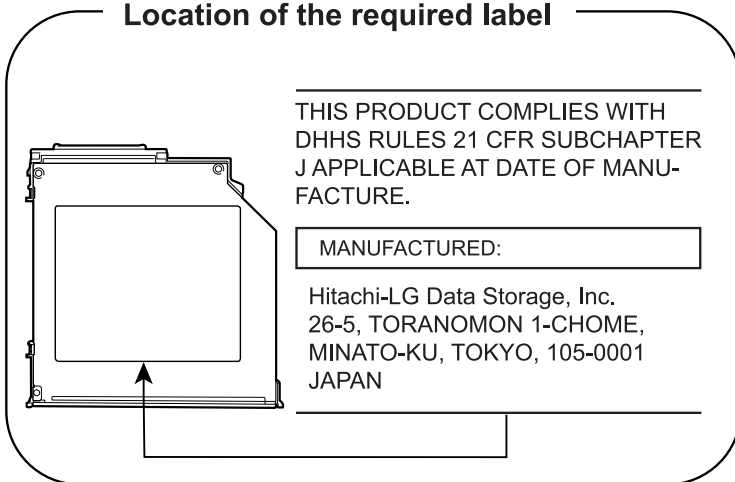 Location of the required label
THIS PRODUCT COMPLIES WITH
DHHS RULES 21 CFR SUBCHAPTER
J APPLICABLE AT DATE OF MANU-
FACTURE.
MANUFACTURED:
Hitachi-LG Data Storage, Inc.
26-5, TORANOMON 1-CHOME,
MINATO-KU, TOKYO, 105-0001
JAPAN